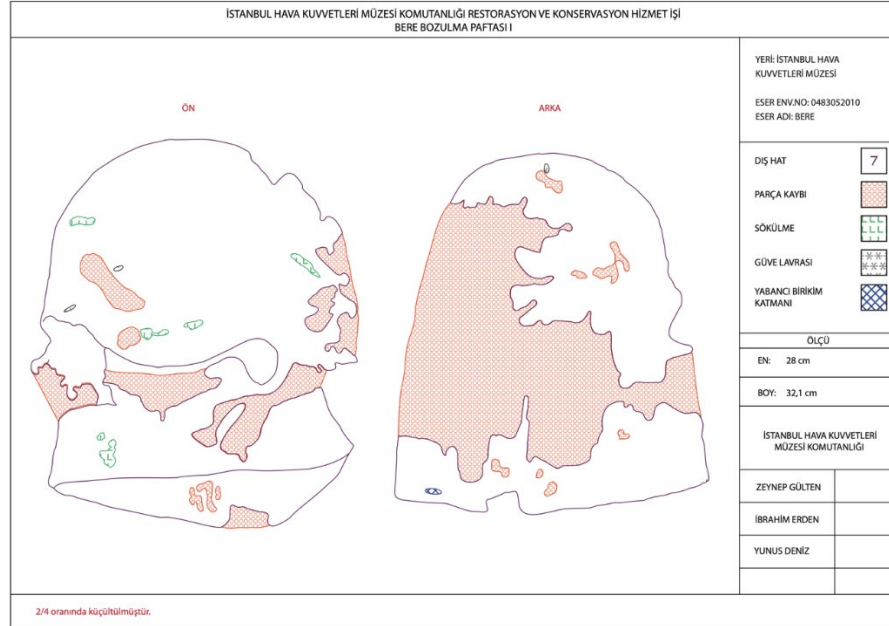 İSTANBUL HAVA KUVVETLERİ MÜZESİ KOMUTANLIĞI RESTORASYON VE KONSERVASYON HİZMET İŞİ
BERE BOZULMA PAFTASI I
ÖN
ARKA
YERİ: İSTANBUL HAVA
KUVVETLERİ MÜZESİ
ESER ENV.NO: 0483052010
ESER ADI: BERE
DIŞ HAT
7
PARÇA KAYBI
SÖKÜLME
GÜVE LAVRASI
YABANCI BİRİKİM
KATMANI
ÖLÇÜ
EN: 28 cm
BOY: 32,1 cm
İSTANBUL HAVA KUVVETLERİ
MÜZESİ KOMUTANLIĞI
ZEYNEP GÜLTEN
İBRAHİM ERDEN
YUNUS DENİZ
2/4 oranında küçültülmüştür.